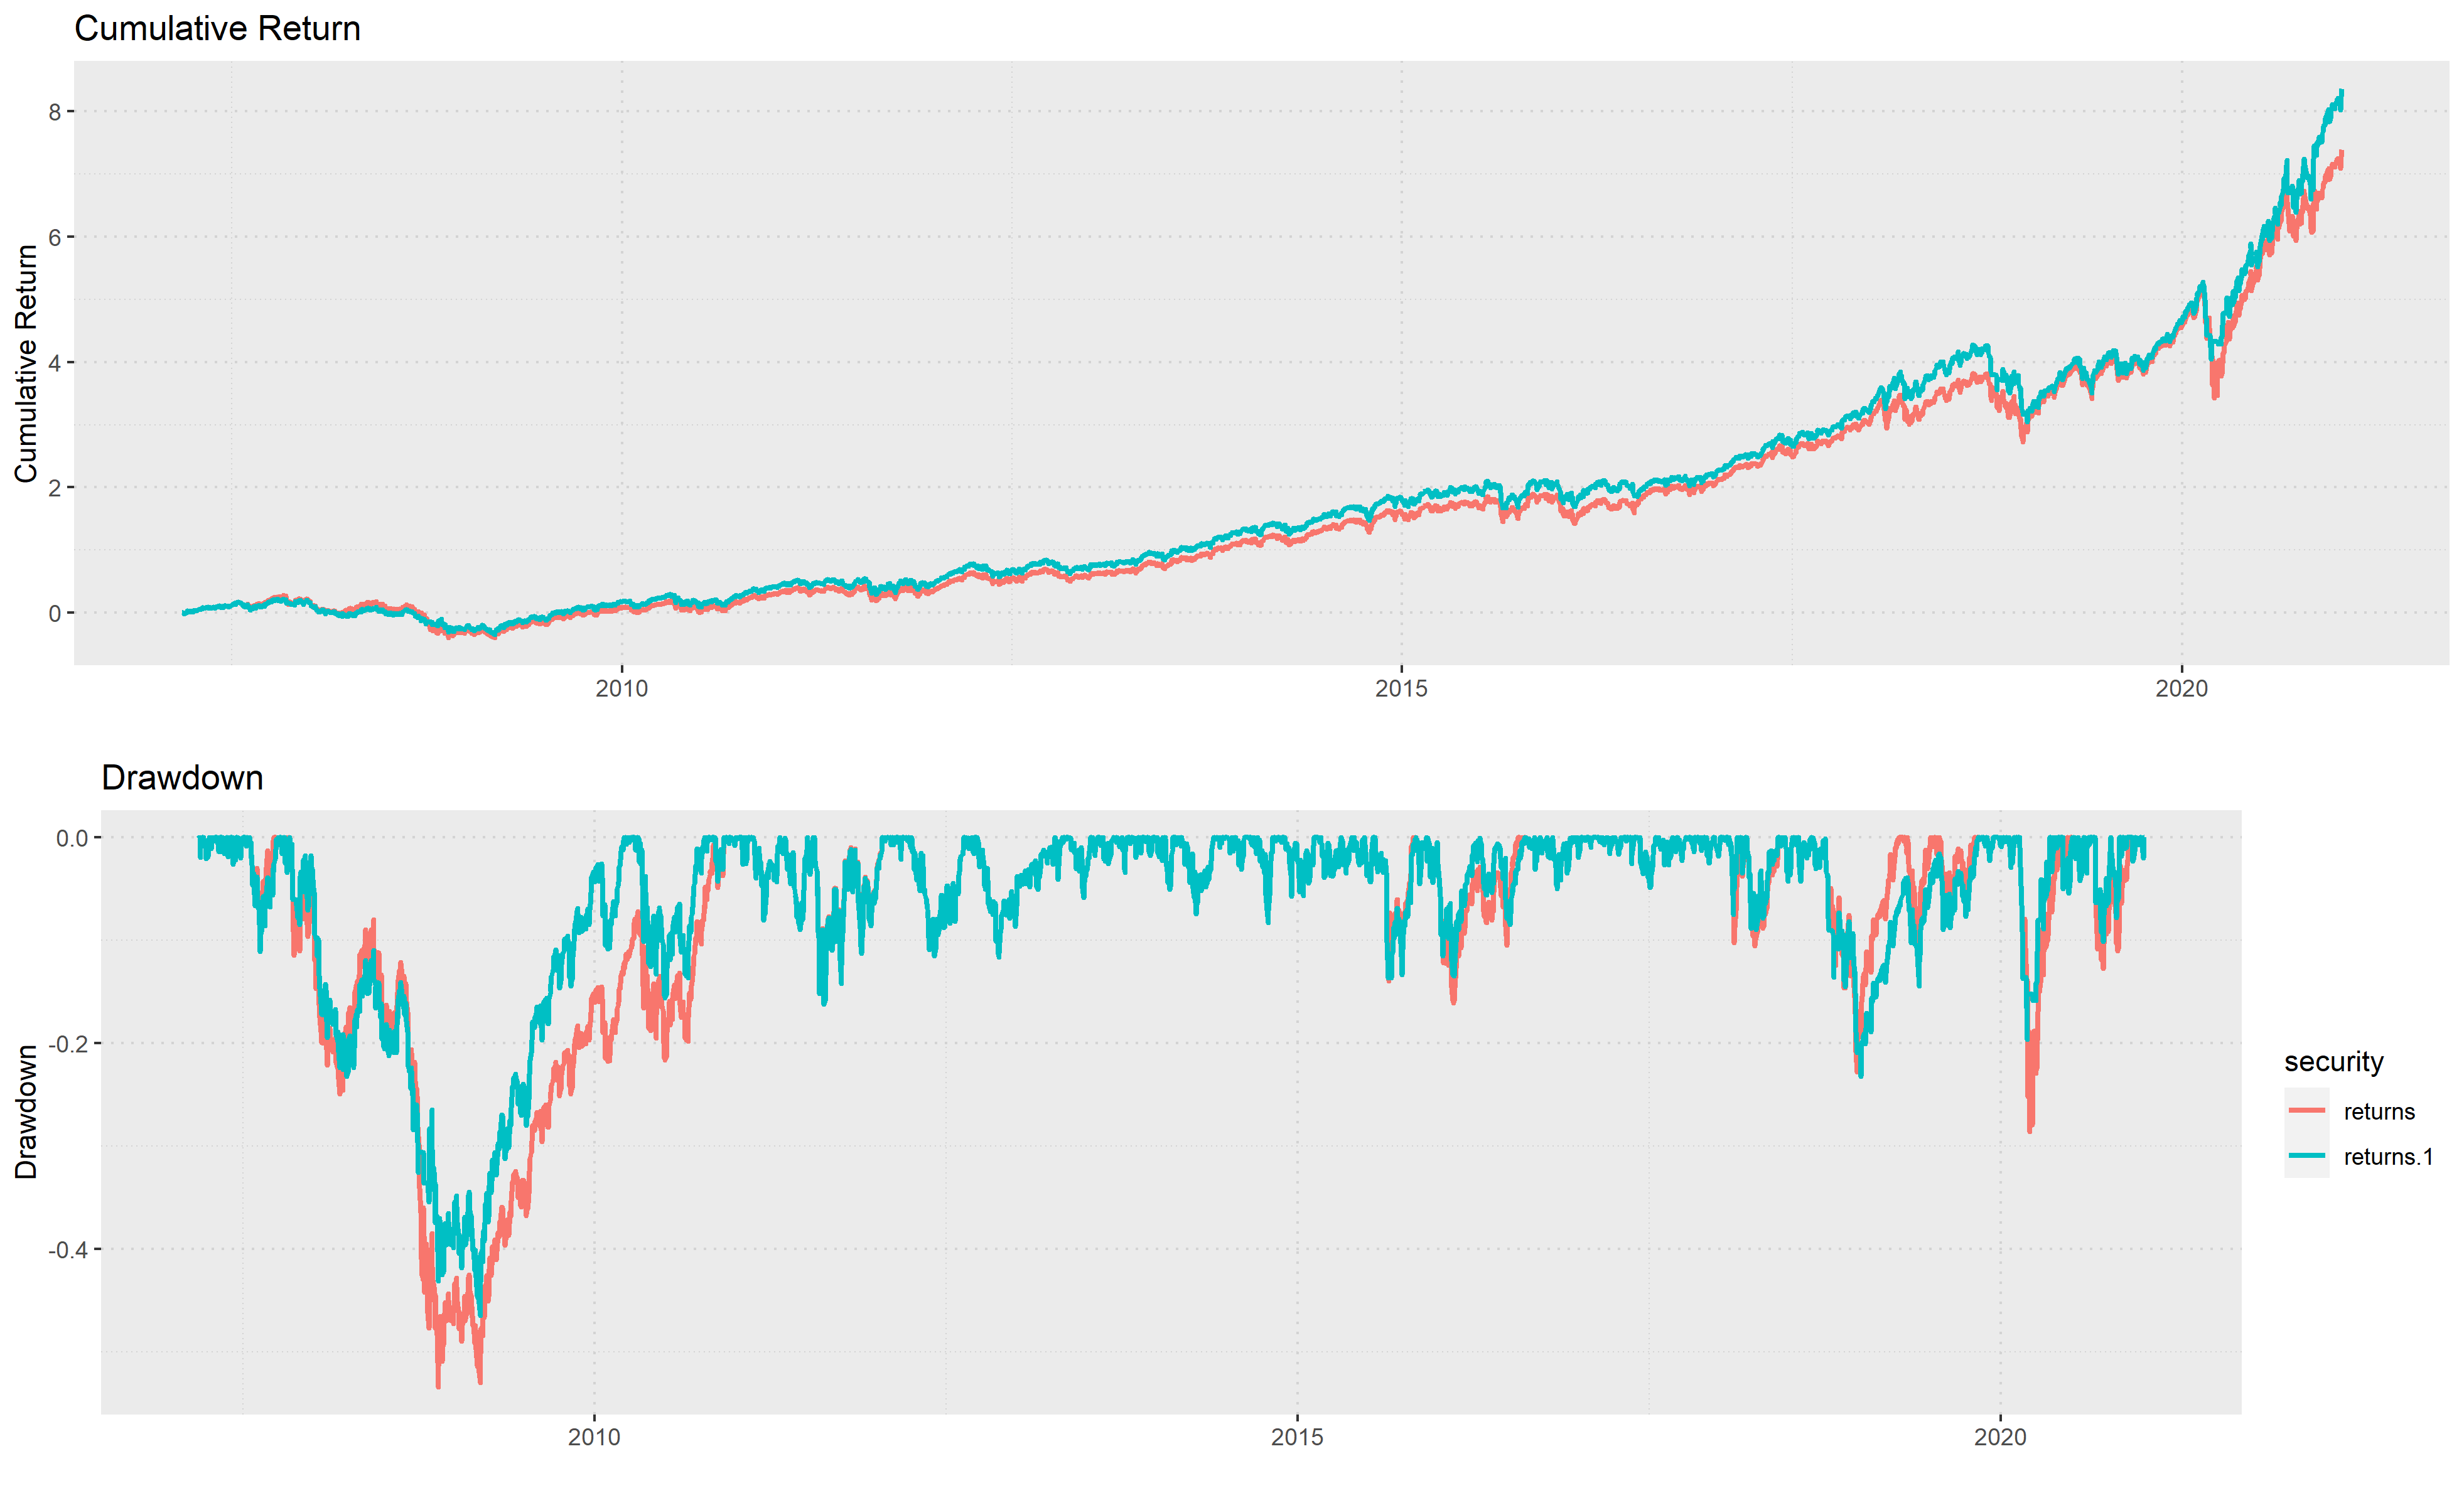 Cumulative Return
Cumulative Return
8
6
4
2
0
2010
2015
2020
Drawdown
Drawdown
0.0
-0.2
-0.4
2010
2015
2020
security
returns
returns.1